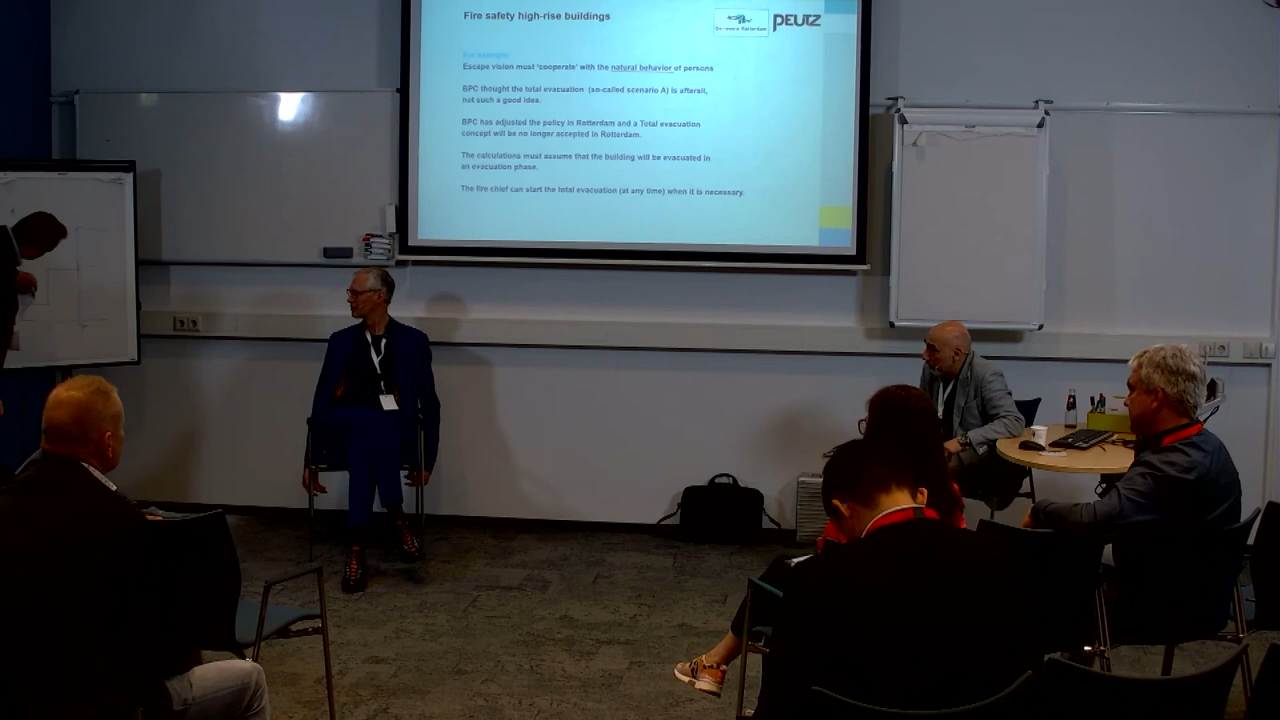 Fire safety high-rise buildings
PEUTZ
For example
Escape vision must 'cooperate' with the natural behavior of persons
BPC thought the total evacuation (so-called scenario A) is afterall,
not such a good idea.
BPC has adjusted the policy in Rotterdam and a Total evacuation
concept will be no longer accepted in Rotterdam.
The calculations must assume that the building will be evacuated in
an evacuation phase.
The fire chief can start the total evacuation (at any time) when it is necessary.